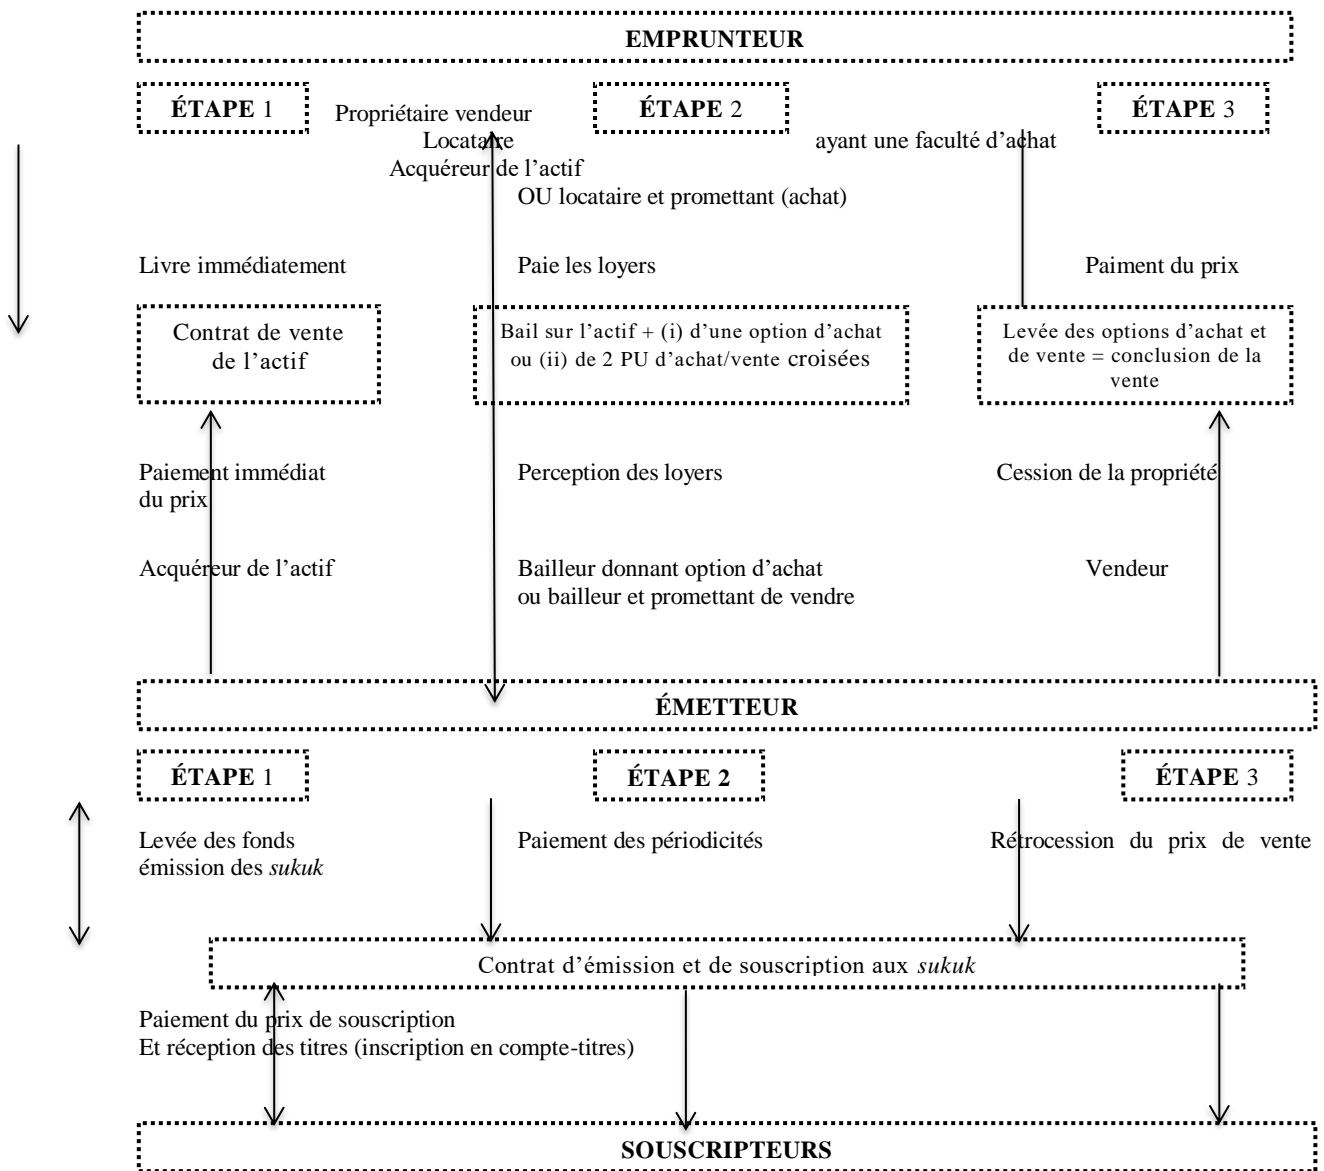 EMPRUNTEUR
ÉTAPE 1
Propriétaire vendeur
ÉTAPE 2
ÉTAPE 3
Locataire
ayant une faculté d’achat
Acquéreur de l’actif
OU locataire et promettant (achat)
Livre immédiatement
Paie les loyers
Paiment du prix
Contrat de vente
de l’actif
Bail sur l’actif + (i) d’une option d’achat
ou (ii) de 2 PU d’achat/vente croisées
Levée des options d’achat et
de vente = conclusion de la
vente
Paiement immédiat
du prix
Perception des loyers
Cession de la propriété
Acquéreur de l’actif
Bailleur donnant option d’achat
ou bailleur et promettant de vendre
Vendeur
ÉMETTEUR
ÉTAPE 1
ÉTAPE 2
ÉTAPE 3
Levée des fonds
émission des sukuk
Paiement des périodicités
Rétrocession du prix de vente
Contrat d’émission et de souscription aux sukuk
Paiement du prix de souscription
Et réception des titres (inscription en compte-titres)
SOUSCRIPTEURS